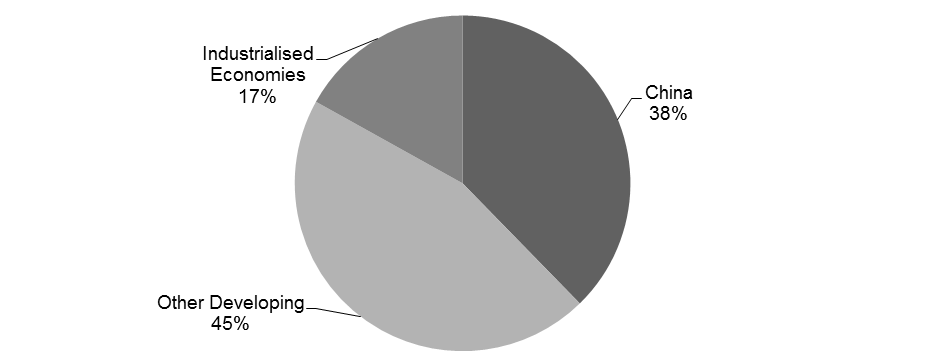 Industrialised
Economies
17%
China
38%
Other Developing
45%